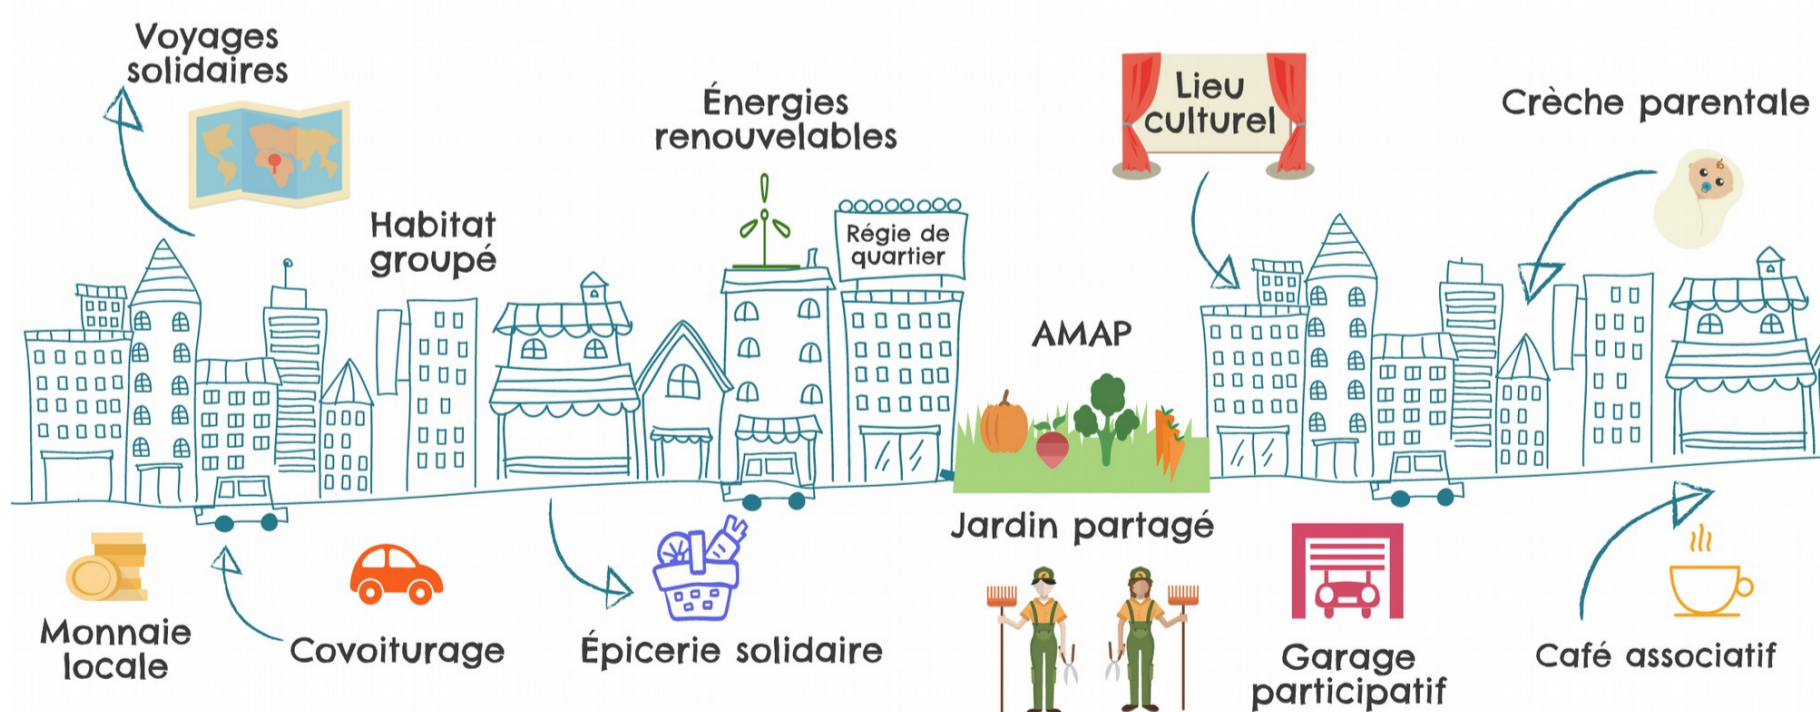 Voyages
solidaires
Habitat
groupé
Énergies
renouvelables
Régie de
quartier
Lieu
culturel
Crèche parentale
AMAP
Jardin partagé
Monnaie
locale
Covoiturage
Épicerie solidaire
Garage
participatif
Café associatif